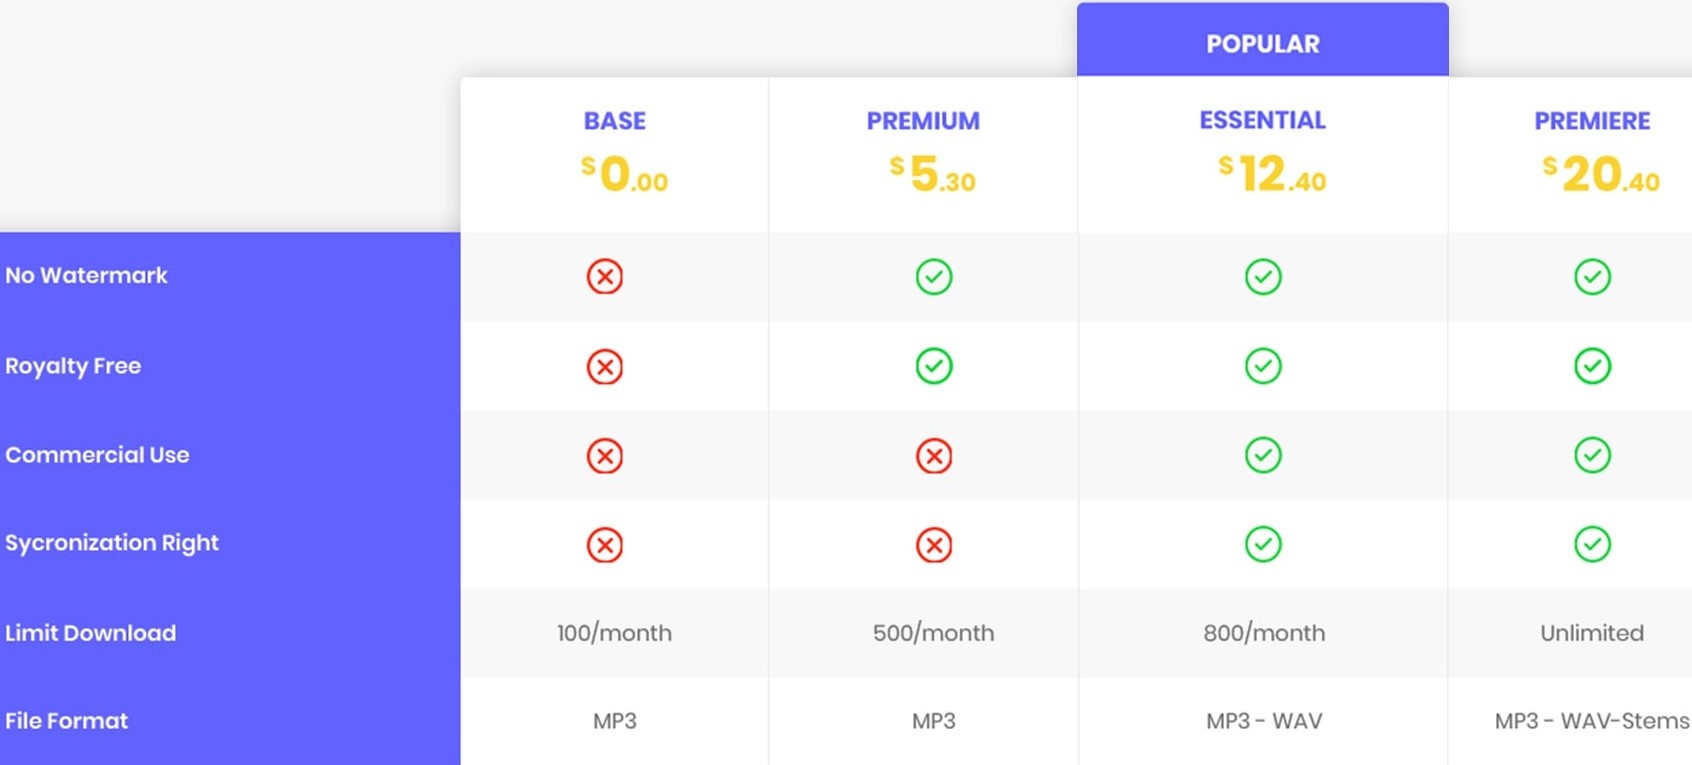 POPULAR
BASE PREMIUM ESSENTIAL PREMIERE
$0.00 $5.30 $12.40 $20.40
No Watermark
Royalty Free
Commercial Use
Sycronization Right
Limit Download 100/month 500/month 800/month Unlimited
File Format MP3 MP3 MP3 - WAV MP3 - WAV-Stems